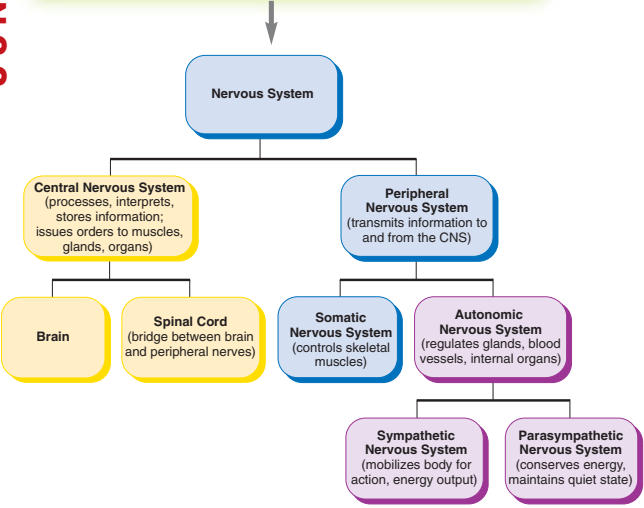 Nervous System
Central Nervous System
(processes, interprets,
stores information;
issues orders to muscles,
glands, organs)
Peripheral
Nervous System
(transmits information to
and from the CNS)
Brain
Spinal Cord
(bridge between brain
and peripheral nerves)
Somatic
Nervous System
(controls skeletal
muscles)
Autonomic
Nervous System
(regulates glands, blood
vessels, internal organs)
Sympathetic
Nervous System
(mobilizes body for
action, energy output)
Parasympathetic
Nervous System
(conserves energy,
maintains quiet state)